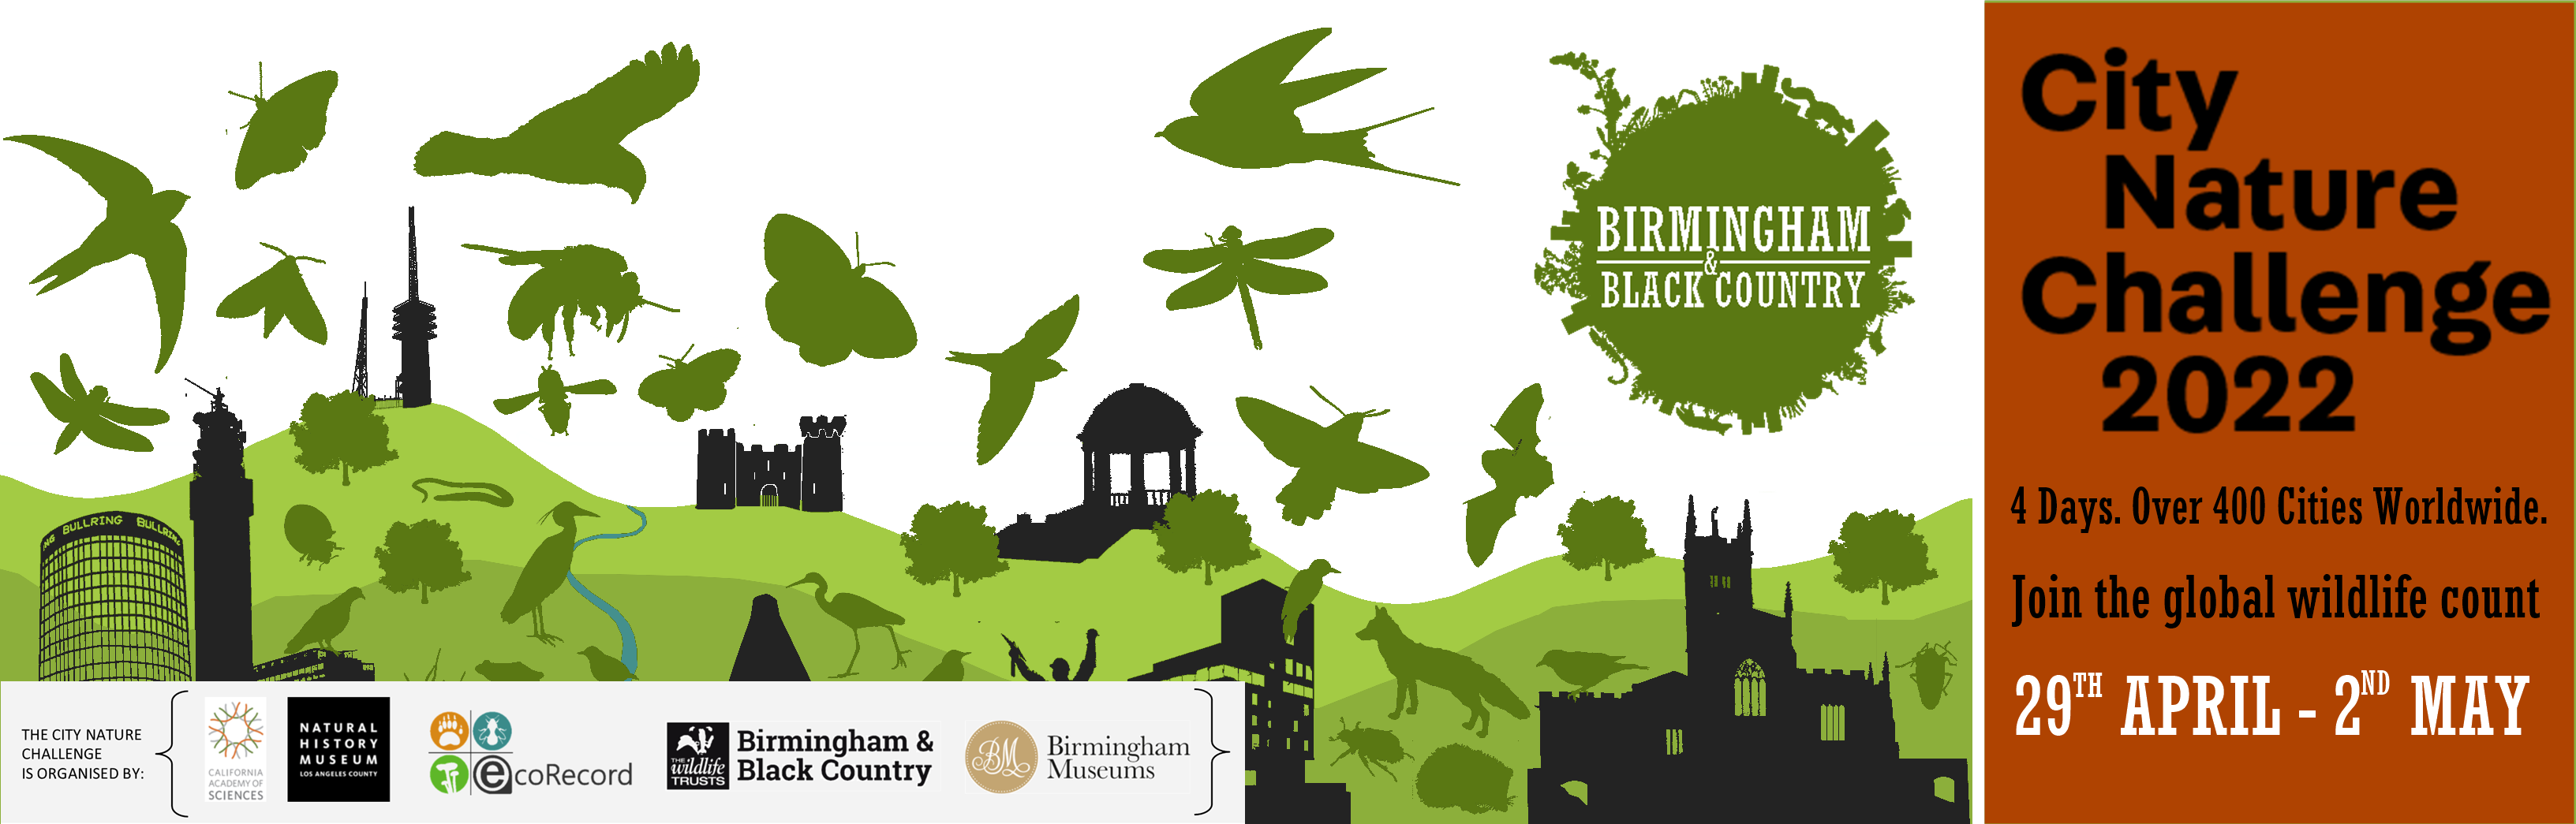 BIRMINGHAM
&
BLACK COUNTRY
City
Nature
Challenge
2022
4 Days. Over 400 Cities Worldwide.
Join the global wildlife count
29TH APRIL - 2ND MAY
NG BULLRING BULLRING
THE CITY NATURE
CHALLENGE
IS ORGANISED BY:
CALIFORNIA
ACADEMY OF
SCIENCES
NATURAL
HISTORY
MUSEUM
LOS ANGELES COUNTY
ecoRecord
THE
wildlife
TRUSTS
Birmingham &
Black Country
BM
Birmingham
Museums